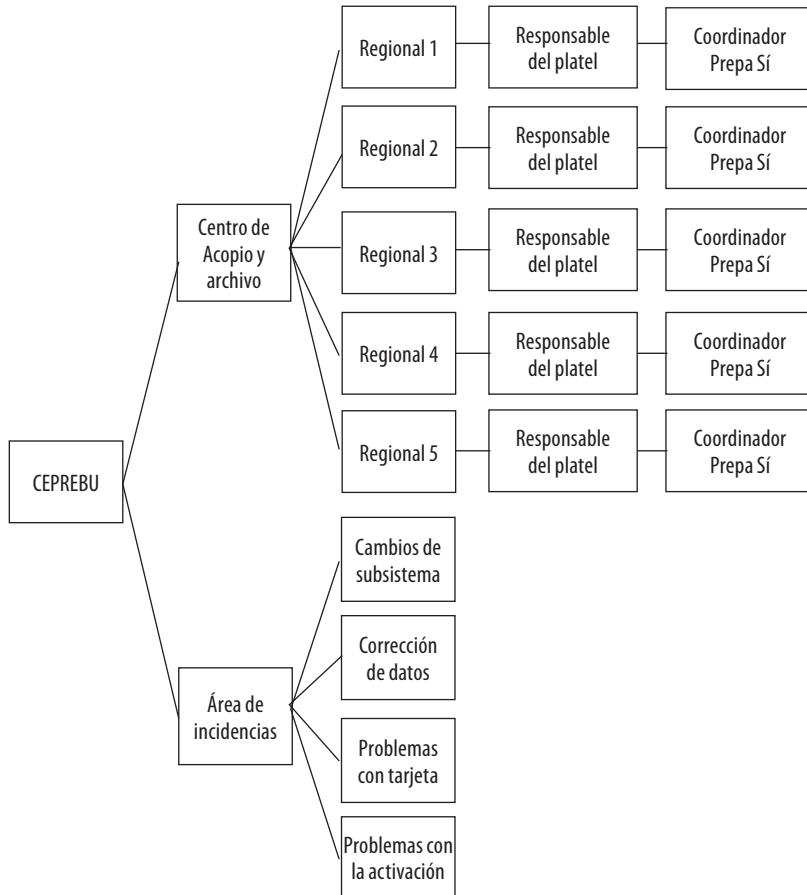 Regional 1
Responsable
del platel
Coordinador
Prepa Sí
Regional 2
Responsable
del platel
Coordinador
Prepa Sí
Centro de
Acopio y
archivo
Regional 3
Responsable
del platel
Coordinador
Prepa Sí
Regional 4
Responsable
del platel
Coordinador
Prepa Sí
Regional 5
Responsable
del platel
Coordinador
Prepa Sí
CEPREBU
Cambios de
subsistema
Corrección
de datos
Área de
incidencias
Problemas
con tarjeta
Problemas con
la activación